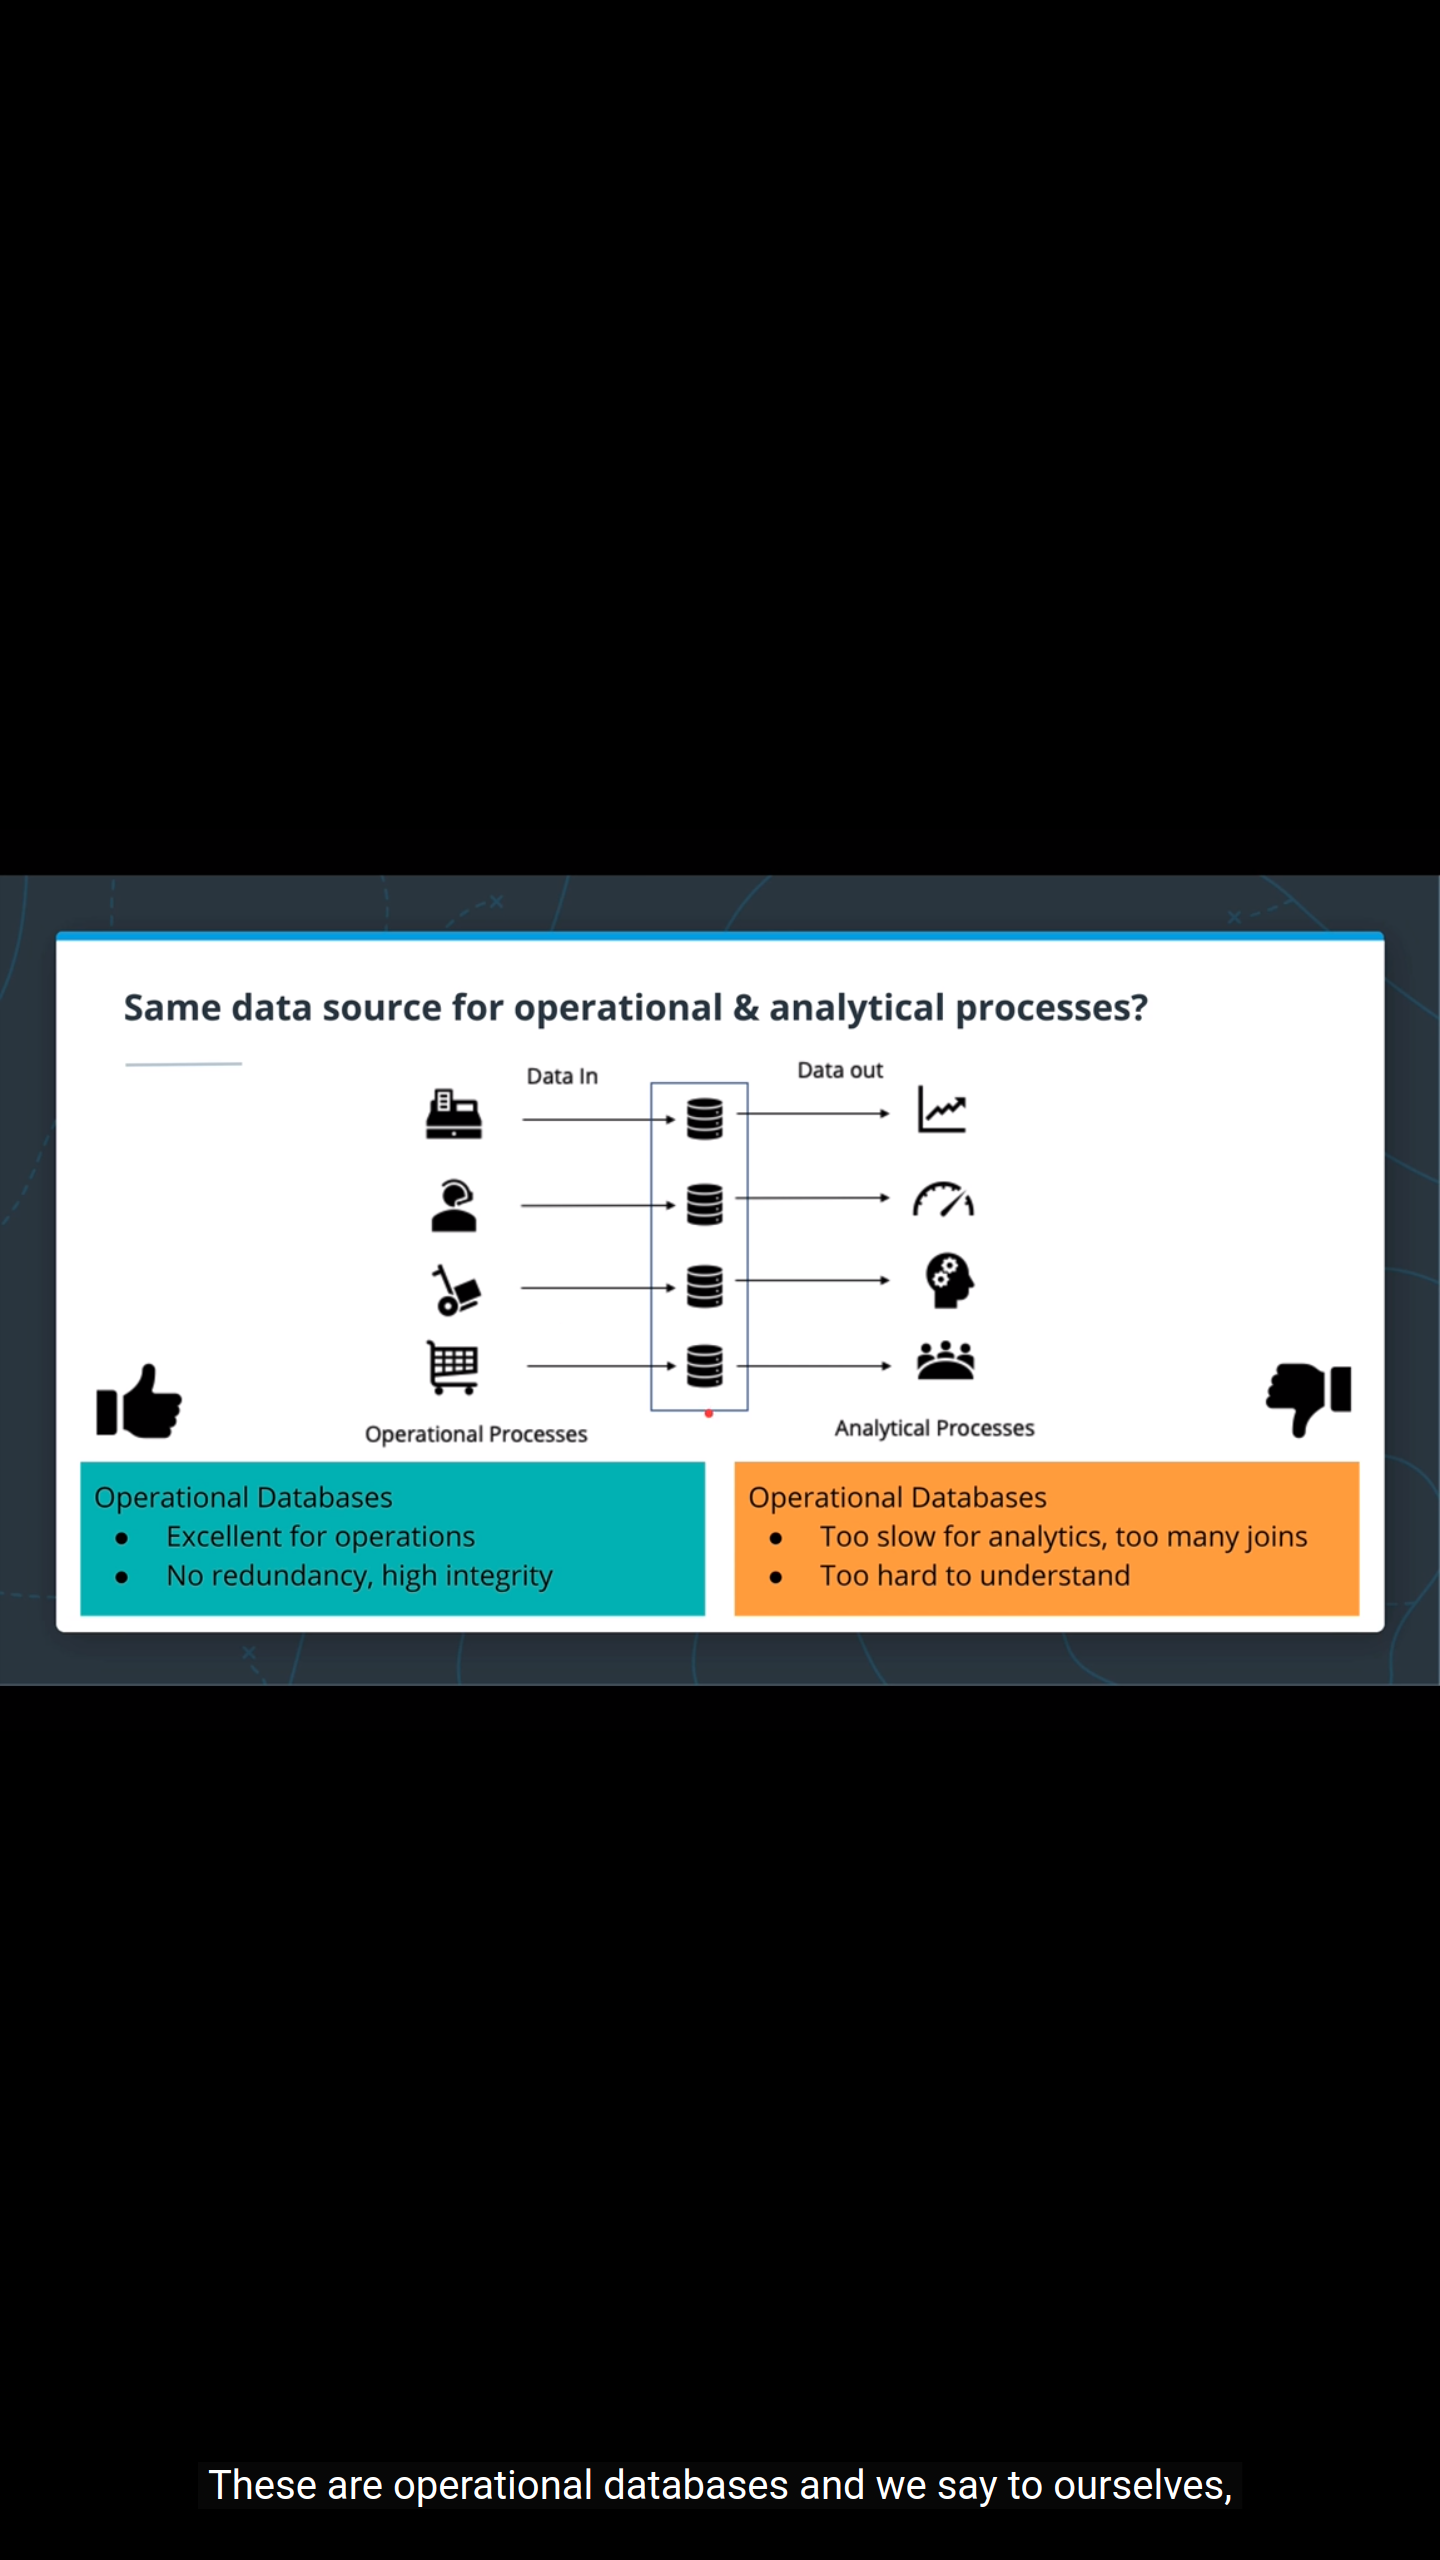 Same data source for operational & analytical processes?
Data In
Data out
Operational Processes
Analytical Processes
Operational Databases
● Excellent for operations
● No redundancy, high integrity
Operational Databases
● Too slow for analytics, too many joins
● Too hard to understand
These are operational databases and we say to ourselves,